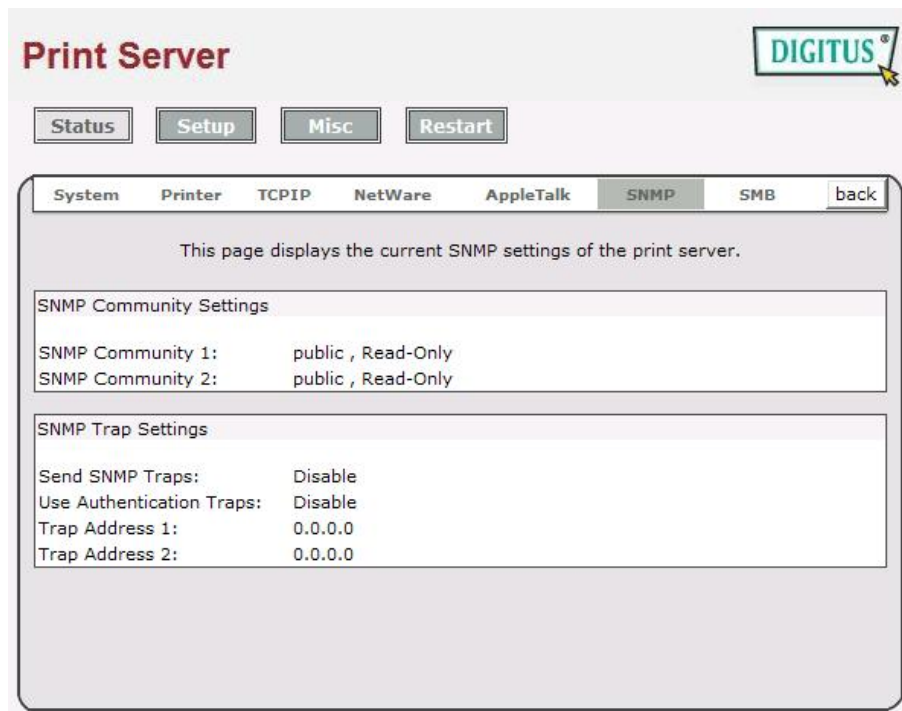 Print Server
DIGITUS®
Status Setup Misc Restart
System Printer TCPIP NetWare AppleTalk SNMP SMB back
This page displays the current SNMP settings of the print server.
SNMP Community Settings
SNMP Community 1: public , Read-Only
SNMP Community 2: public , Read-Only
SNMP Trap Settings
Send SNMP Traps: Disable
Use Authentication Traps: Disable
Trap Address 1: 0.0.0.0
Trap Address 2: 0.0.0.0